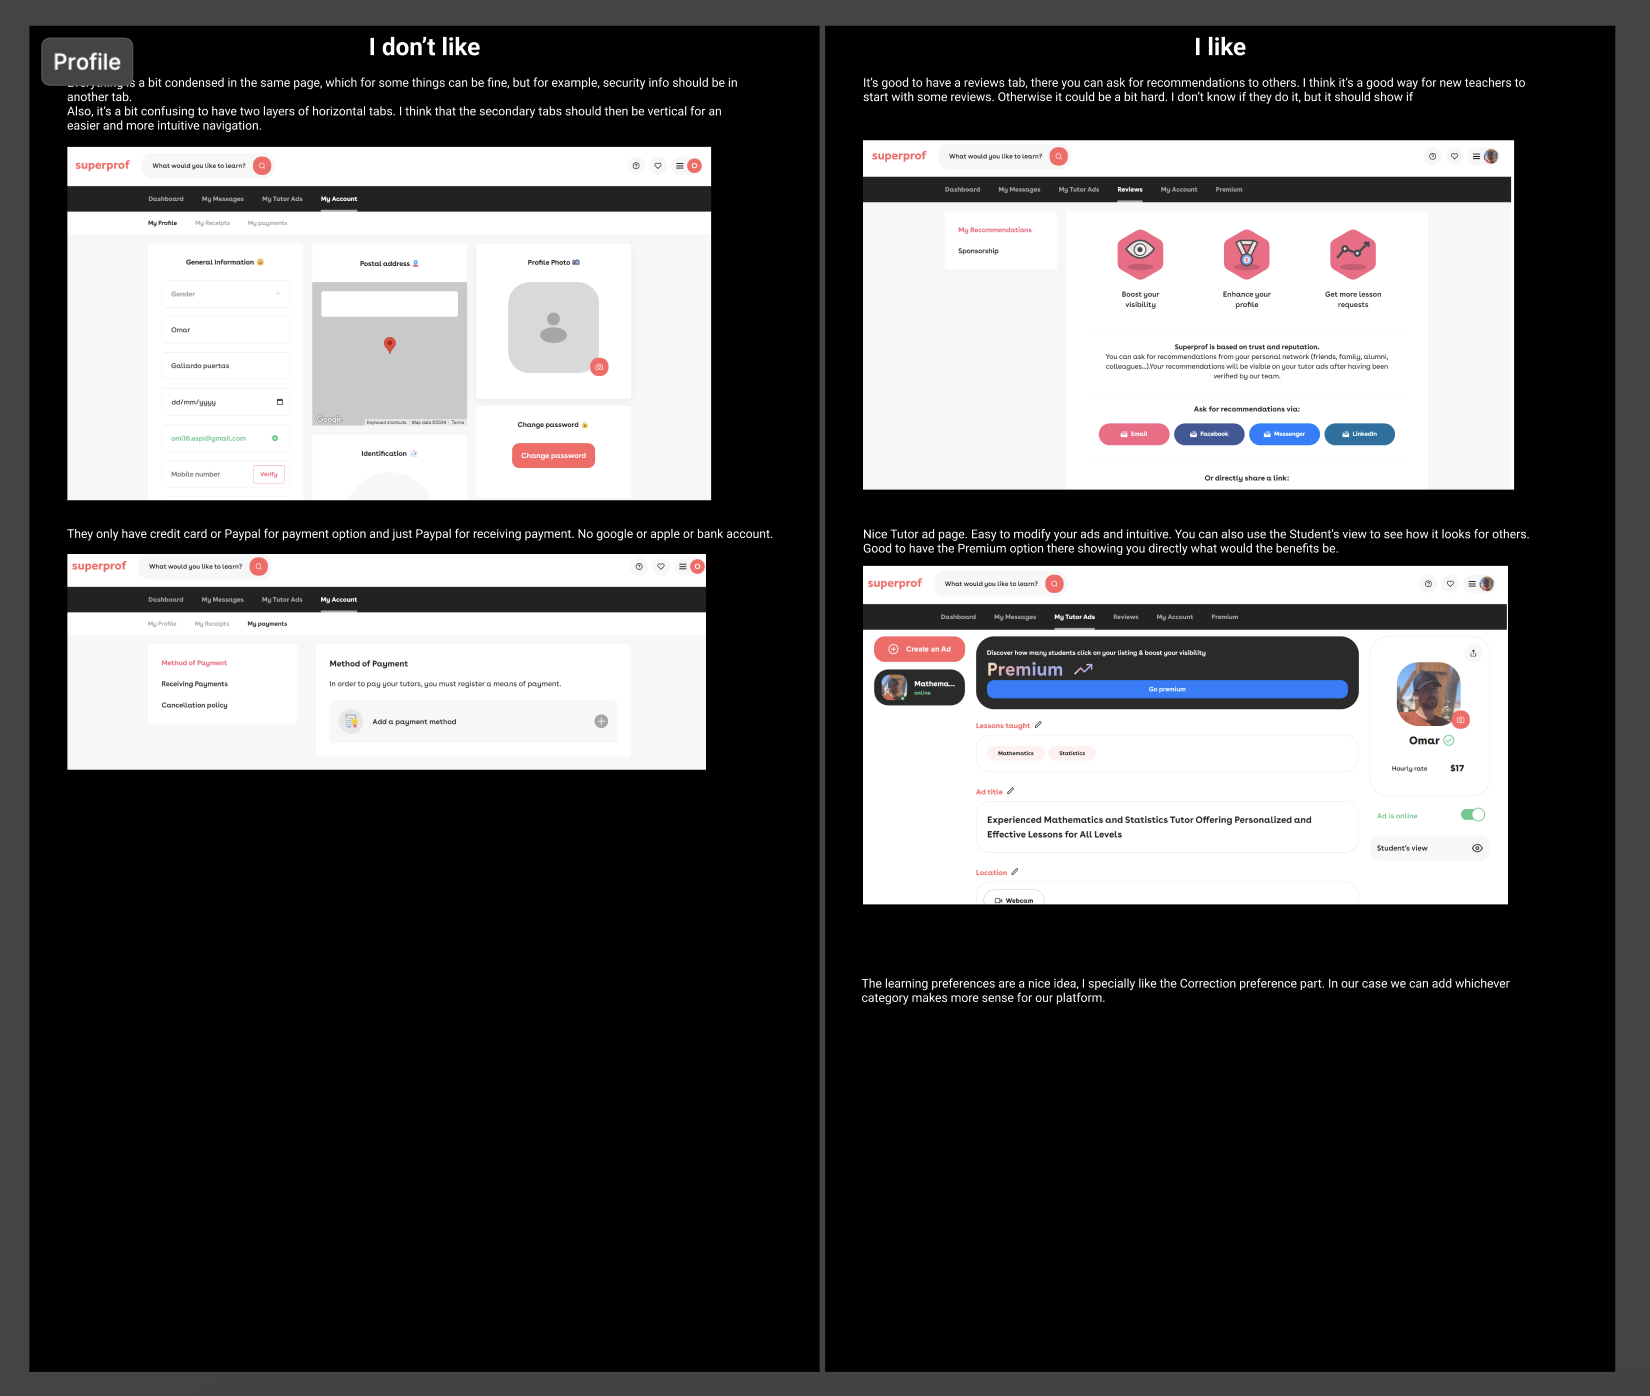 Profile
I don't like
Everything is a bit condensed in the same page, which for some things can be fine, but for example, security info should be in
another tab.
Also, it's a bit confusing to have two layers of horizontal tabs. I think that the secondary tabs should then be vertical for an
easier and more intuitive navigation.
superprof
What would you like to learn?
O
Dashboard My Messages My Tutor Ads My Account
My Profile My Receipts My payments
General Information
Gender
Omar
Gallardo puertas
dd/mm/yyyy
omi16.espi@gmail.com
Mobile number Verify
Postal address
Google
Keyboard shortcuts Map data ©2024 Terms
Identification
Profile Photo
Change password
Change password
They only have credit card or Paypal for payment option and just Paypal for receiving payment. No google or apple or bank account.
superprof
What would you like to learn?
O
Dashboard My Messages My Tutor Ads My Account
My Profile My Receipts My payments
Method of Payment
Receiving Payments
Cancellation policy
Method of Payment
In order to pay your tutors, you must register a means of payment.
Add a payment method
I like
It's good to have a reviews tab, there you can ask for recommendations to others. I think it's a good way for new teachers to
start with some reviews. Otherwise it could be a bit hard. I don't know if they do it, but it should show if
superprof
What would you like to learn?
Dashboard My Messages My Tutor Ads Reviews My Account Premium
My Recommendations
Sponsorship
Boost your
visibility
Enhance your
profile
Get more lesson
requests
Superprof is based on trust and reputation.
You can ask for recommendations from your personal network (friends, family, alumni,
colleagues...).Your recommendations will be visible on your tutor ads after having been
verified by our team.
Ask for recommendations via:
Email Facebook Messenger LinkedIn
Or directly share a link:
Nice Tutor ad page. Easy to modify your ads and intuitive. You can also use the Student's view to see how it looks for others.
Good to have the Premium option there showing you directly what would the benefits be.
superprof
What would you like to learn?
Dashboard My Messages My Tutor Ads Reviews My Account Premium
Create an Ad
Mathema...
online
Discover how many students click on your listing & boost your visibility
Premium
Go premium
Lessons taught
Mathematics Statistics
Ad title
Experienced Mathematics and Statistics Tutor Offering Personalized and
Effective Lessons for All Levels
Location
Webcam
Omar
Hourly rate $17
Ad is online
Student's view
The learning preferences are a nice idea, I specially like the Correction preference part. In our case we can add whichever
category makes more sense for our platform.